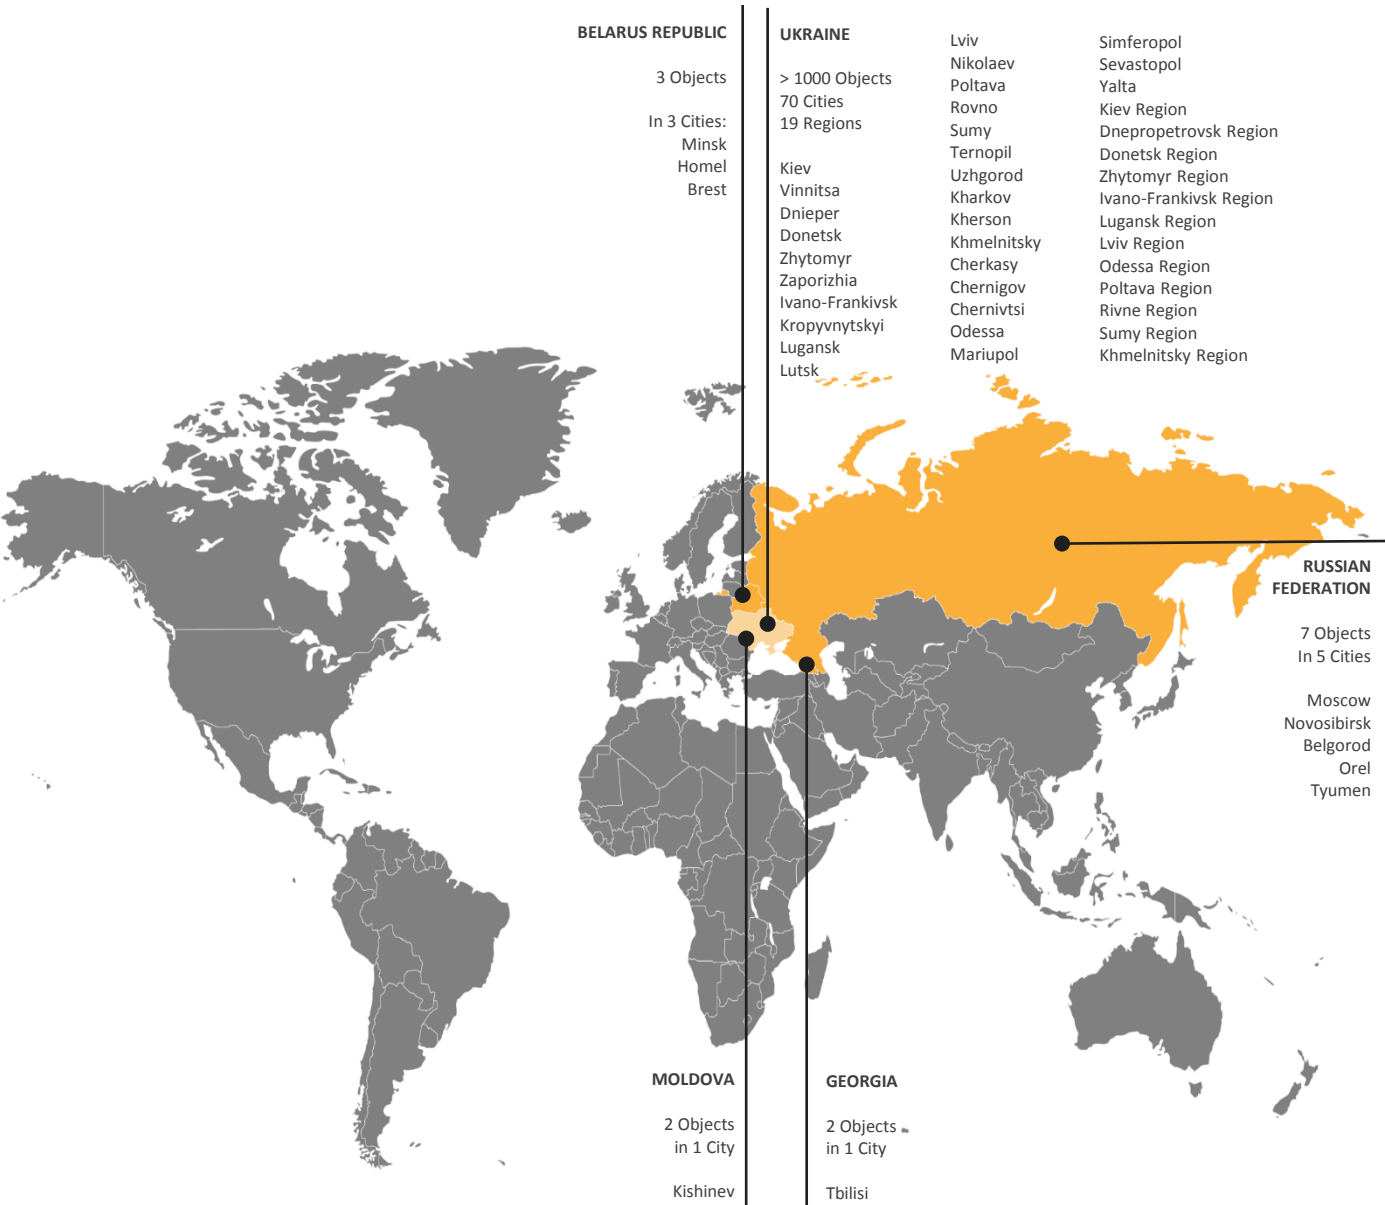 BELARUS REPUBLIC
3 Objects
In 3 Cities:
Minsk
Homel
Brest
UKRAINE
> 1000 Objects
70 Cities
19 Regions
Kiev
Vinnitsa
Dnieper
Donetsk
Zhytomyr
Zaporizhia
Ivano-Frankivsk
Kropyvnytskyi
Lugansk
Lutsk
Lviv
Nikolaev
Poltava
Rovno
Sumy
Ternopil
Uzhgorod
Kharkov
Kherson
Khmelnitsky
Cherkasy
Chernigov
Chernivtsi
Odessa
Mariupol
Simferopol
Sevastopol
Yalta
Kiev Region
Dnepropetrovsk Region
Donetsk Region
Zhytomyr Region
Ivano-Frankivsk Region
Lugansk Region
Lviv Region
Odessa Region
Poltava Region
Rivne Region
Sumy Region
Khmelnitsky Region
RUSSIAN
FEDERATION
7 Objects
In 5 Cities
Moscow
Novosibirsk
Belgorod
Orel
Tyumen
MOLDOVA
2 Objects
in 1 City
Kishinev
GEORGIA
2 Objects
in 1 City
Tbilisi